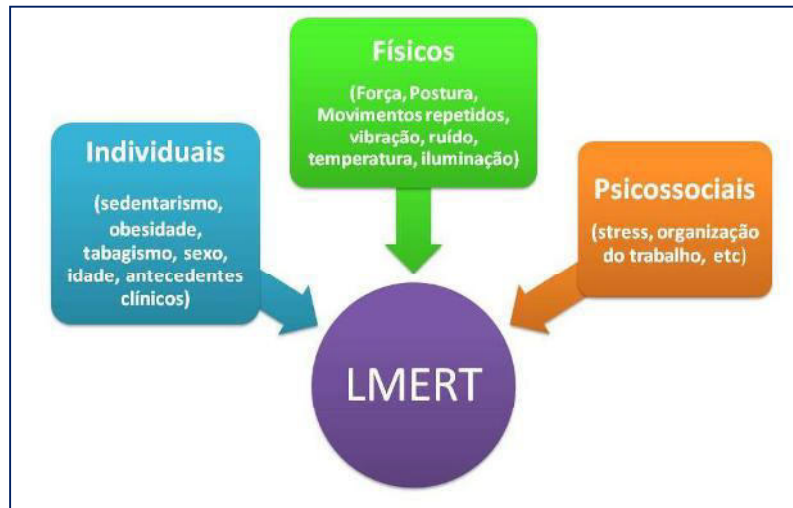 Físicos
(Força, Postura,
Movimentos repetidos,
vibração, ruído,
temperatura, iluminação)
Individuais
(sedentarismo,
obesidade,
tabagismo, sexo,
idade, antecedentes
clínicos)
Psicossociais
(stress, organização
do trabalho, etc)
LMERT